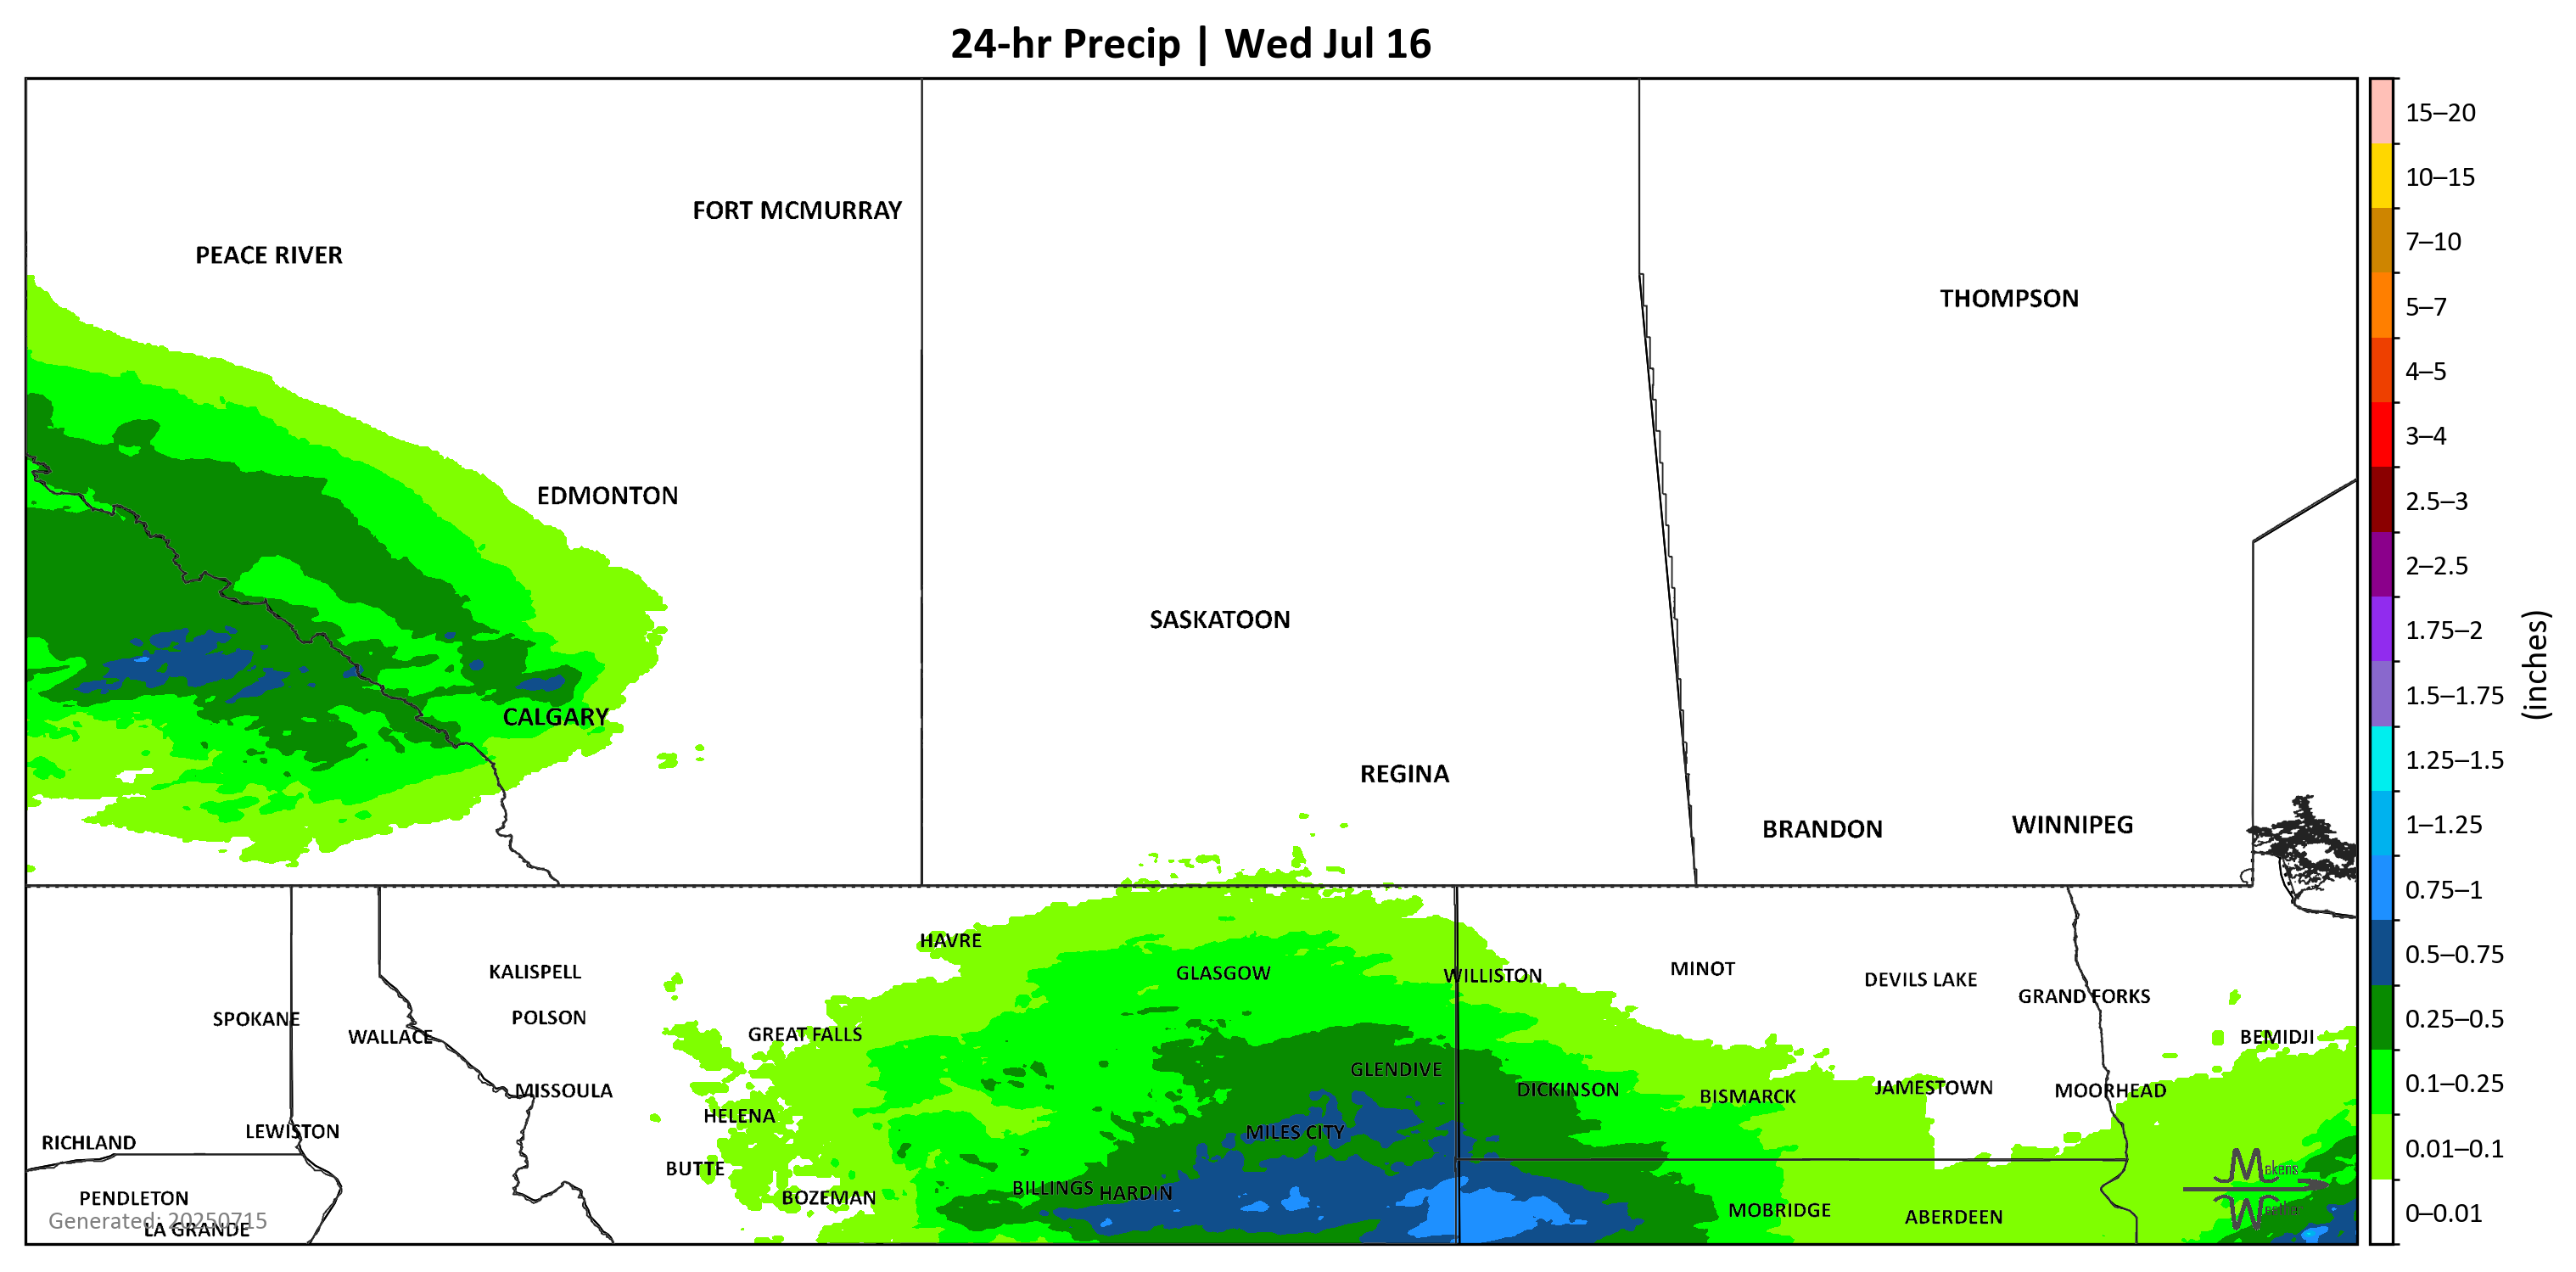 24-hr Precip | Wed Jul 16
15–20
10–15
7–10
5–7
4–5
3–4
2.5–3
2–2.5
1.75–2
1.5–1.75
1.25–1.5
1–1.25
0.75–1
0.5–0.75
0.25–0.5
0.1–0.25
0.01–0.1
0–0.01
(inches)
FORT MCMURRAY
PEACE RIVER
THOMPSON
EDMONTON
SASKATOON
CALGARY
REGINA
BRANDON
WINNIPEG
HAVRE
KALISPELL
GLASGOW
WILLISTON
MINOT
DEVILS LAKE
GRAND FORKS
SPOKANE
POLSON
WALLACE
GREAT FALLS
BEMIDJI
GLENDIVE
MISSOULA
DICKINSON
BISMARCK
JAMESTOWN
MOORHEAD
HELENA
LEWISTON
MILES CITY
RICHLAND
BUTTE
BILLINGS
HARDIN
PENDLETON
BOZEMAN
MOBRIDGE
ABERDEEN
Generated: 20250715
LA GRANDE
Makens
Weather